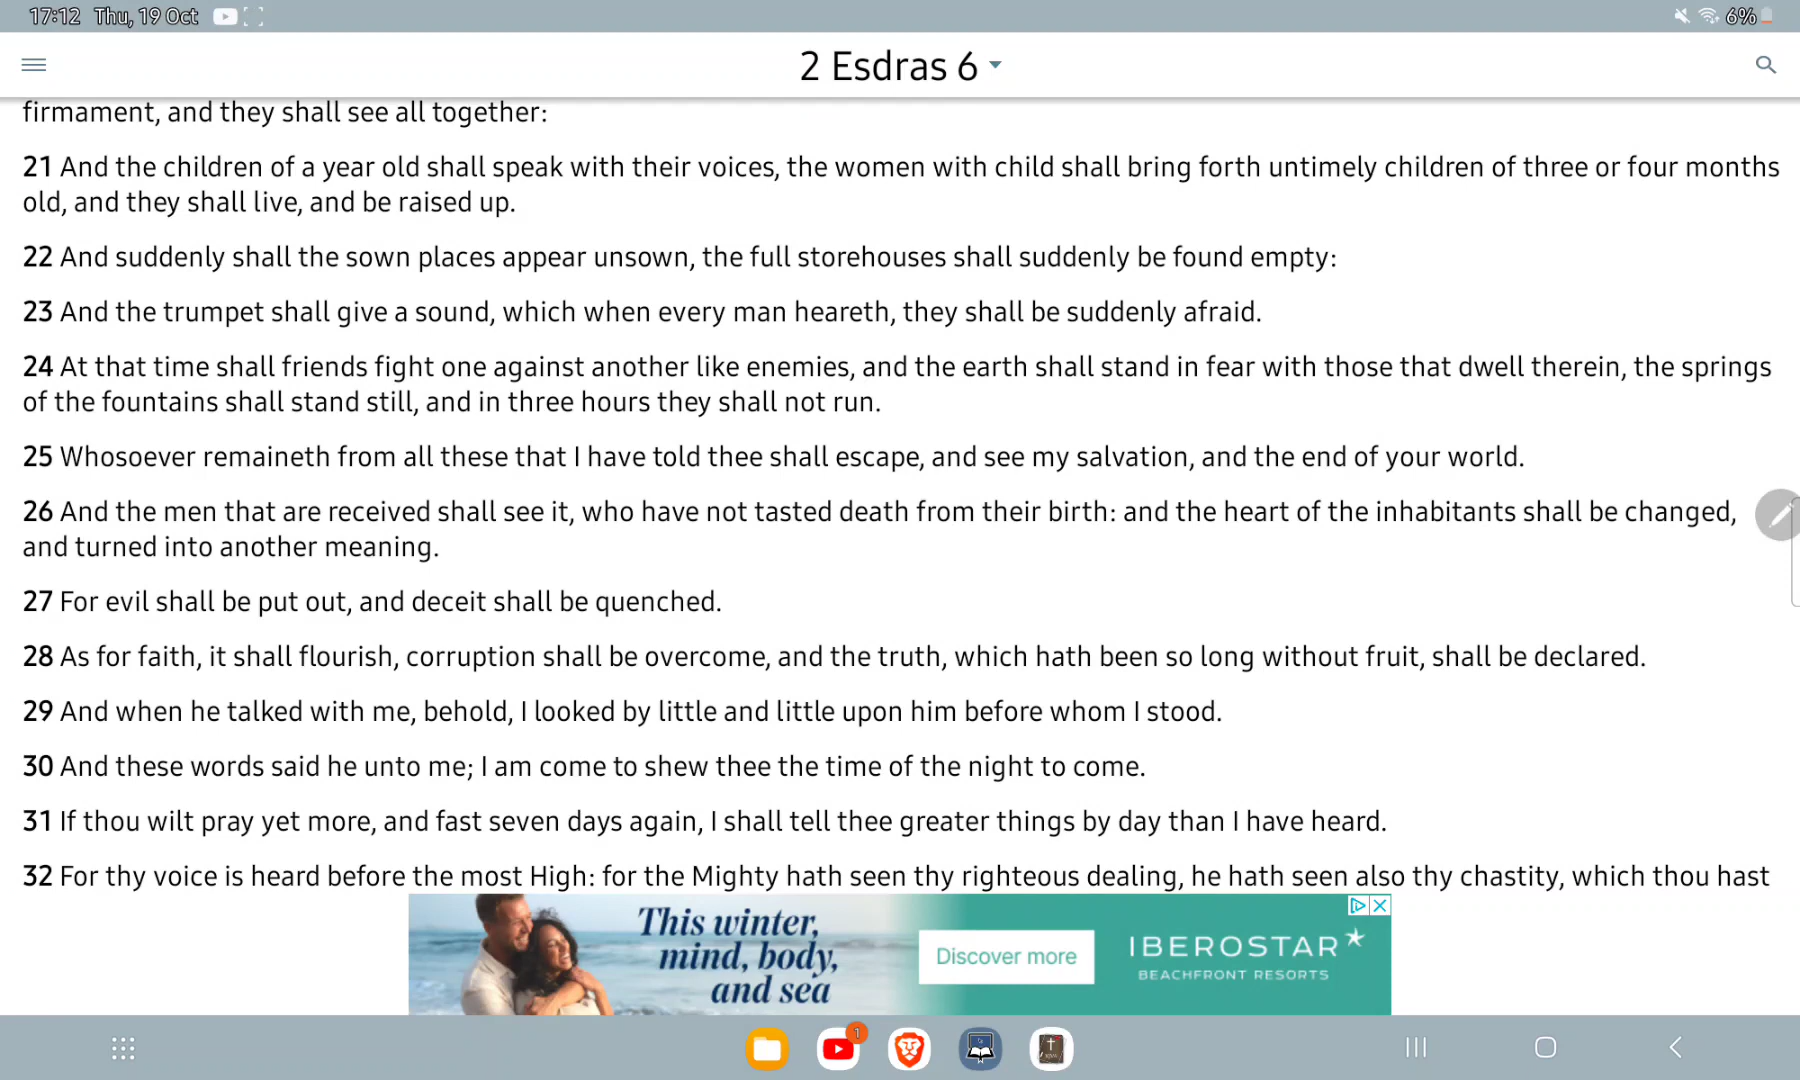 17:12 Thu, 19 Oct
6%
2 Esdras 6
firmament, and they shall see all together:
21 And the children of a year old shall speak with their voices, the women with child shall bring forth untimely children of three or four months
old, and they shall live, and be raised up.
22 And suddenly shall the sown places appear unsown, the full storehouses shall suddenly be found empty:
23 And the trumpet shall give a sound, which when every man heareth, they shall be suddenly afraid.
24 At that time shall friends fight one against another like enemies, and the earth shall stand in fear with those that dwell therein, the springs
of the fountains shall stand still, and in three hours they shall not run.
25 Whosoever remaineth from all these that I have told thee shall escape, and see my salvation, and the end of your world.
26 And the men that are received shall see it, who have not tasted death from their birth: and the heart of the inhabitants shall be changed,
and turned into another meaning.
27 For evil shall be put out, and deceit shall be quenched.
28 As for faith, it shall flourish, corruption shall be overcome, and the truth, which hath been so long without fruit, shall be declared.
29 And when he talked with me, behold, I looked by little and little upon him before whom I stood.
30 And these words said he unto me; I am come to shew thee the time of the night to come.
31 If thou wilt pray yet more, and fast seven days again, I shall tell thee greater things by day than I have heard.
32 For thy voice is heard before the most High: for the Mighty hath seen thy righteous dealing, he hath seen also thy chastity, which thou hast
This winter,
mind, body,
and sea
Discover more
IBEROSTAR
BEACHFRONT RESORTS
1